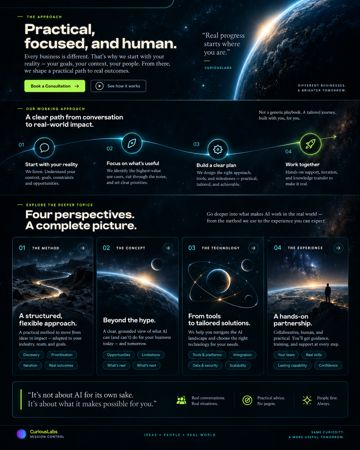 THE APPROACH
Practical,
focused, and human.
Every business is different. That's why we start with your
reality — your goals, your context, your people. From there,
we shape a practical path to real outcomes.
Book a Consultation →
See how it works
"Real progress
starts where
you are."
CURIOUSLABS
DIFFERENT BUSINESSES.
A BRIGHTER TOMORROW.
OUR WORKING APPROACH
A clear path from conversation
to real-world impact.
Not a generic playbook. A tailored journey,
built with you, for you.
01
Start with your reality
We listen. Understand your
context, goals, constraints
and opportunities.
02
Focus on what's useful
We identify the highest-value
use cases, cut through the noise,
and set clear priorities.
03
Build a clear plan
We design the right approach,
tools, and milestones — practical,
tailored, and achievable.
04
Work together
Hands-on support, iteration,
and knowledge transfer to
make it real.
EXPLORE THE DEEPER TOPICS
Four perspectives.
A complete picture.
Go deeper into what makes AI work in the real world —
from the method we use to the experience you can expect.
01 THE METHOD →
A structured,
flexible approach.
A practical method to move from
ideas to impact — adapted to your
industry, team, and goals.
Discovery
Prioritisation
Iteration
Real outcomes
02 THE CONCEPT →
Beyond the hype.
A clear, grounded view of what AI
can (and can't) do for your business
today — and tomorrow.
Opportunities
Limitations
What's real
What's next
03 THE TECHNOLOGY →
From tools
to tailored solutions.
We help you navigate the AI
landscape and choose the right
technology for your needs.
Tools & platforms
Integration
Data & security
Scalability
04 THE EXPERIENCE →
A hands-on
partnership.
Collaborative, human, and
practical. You'll get guidance,
training, and support at every step.
Your team
Real skills
Lasting capability
Confidence
"It's not about AI for its own sake.
It's about what it makes possible for you."
Real conversations.
Real situations.
Practical advice.
No jargon.
People first.
Always.
CuriousLabs
MISSION CONTROL
IDEAS • PEOPLE • REAL WORLD
SAME CURIOSITY.
A MORE USEFUL TOMORROW.